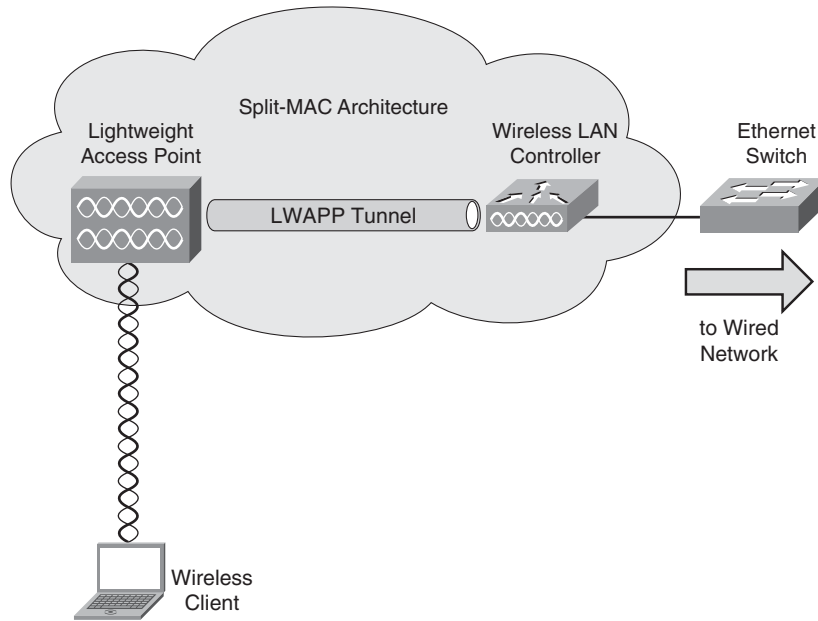 Split-MAC Architecture
Lightweight
Access Point
Wireless LAN
Controller
Ethernet
Switch
LWAPP Tunnel
to Wired
Network
Wireless
Client